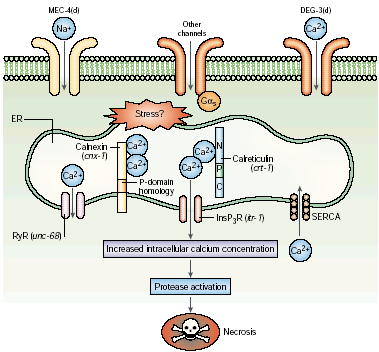 MEC-4(d)
Other
channels
DEG-3(d)
Na+
Ca2+
Gαs
Stress?
ER
Calnexin
(cnx-1)
Ca2+
Ca2+
Ca2+
P-domain
homology
Ca2+
Ca2+
N
P
C
Calreticulin
(crt-1)
RyR (unc-68)
InsP3R (itr-1)
SERCA
Ca2+
Increased intracellular calcium concentration
Protease activation
Necrosis